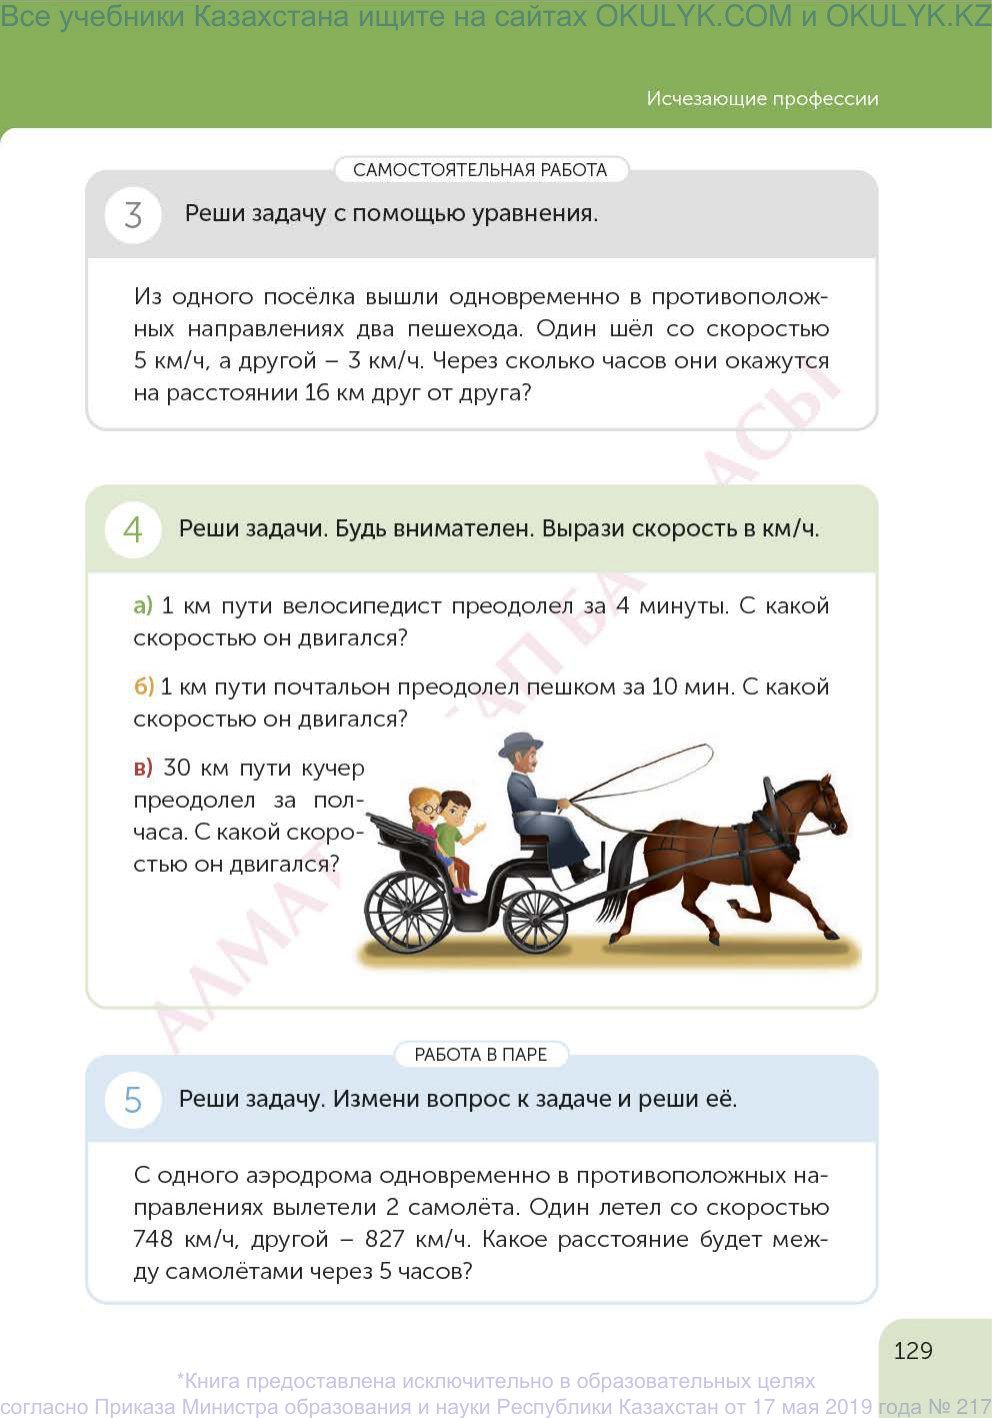 Все учебники Казахстана ищите на сайтах OKULYK.COM и OKULYK.KZ
Исчезающие профессии
САМОСТОЯТЕЛЬНАЯ РАБОТА
3 Реши задачу с помощью уравнения.
Из одного посёлка вышли одновременно в противополож-
ных направлениях два пешехода. Один шёл со скоростью
5 км/ч, а другой – 3 км/ч. Через сколько часов они окажутся
на расстоянии 16 км друг от друга?
4 Реши задачи. Будь внимателен. Вырази скорость в км/ч.
а) 1 км пути велосипедист преодолел за 4 минуты. С какой
скоростью он двигался?
б) 1 км пути почтальон преодолел пешком за 10 мин. С какой
скоростью он двигался?
в) 30 км пути кучер
преодолел за пол-
часа. С какой скоро-
стью он двигался?
РАБОТА В ПАРЕ
5 Реши задачу. Измени вопрос к задаче и реши её.
С одного аэродрома одновременно в противоположных на-
правлениях вылетели 2 самолёта. Один летел со скоростью
748 км/ч, другой – 827 км/ч. Какое расстояние будет меж-
ду самолётами через 5 часов?
129
*Книга предоставлена исключительно в образовательных целях
согласно Приказа Министра образования и науки Республики Казахстан от 17 мая 2019 года № 217